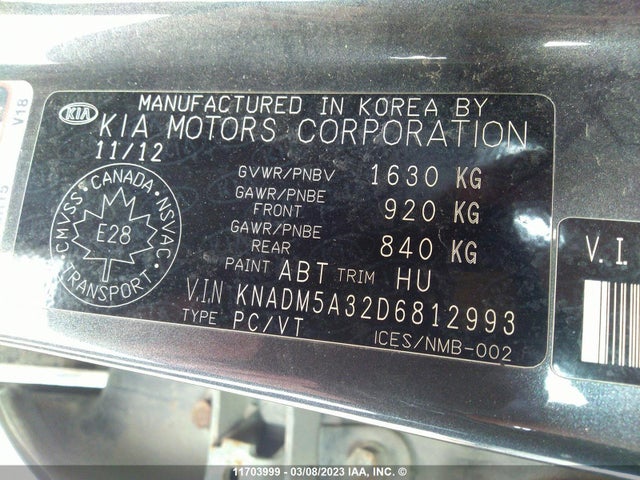 KIA
MANUFACTURED IN KOREA BY
KIA MOTORS CORPORATION
11/12
GVWR/PNBV 1630 KG
GAWR/PNBE FRONT 920 KG
GAWR/PNBE REAR 840 KG
PAINT ABT TRIM HU
V.I.N KNADM5A32D6812993
TYPE PC/VT
ICES/NMB-002
CANADA
CMVSS NSVAC
E28
TRANSPORT
V18
V.I
11703999 - 03/08/2023 IAA, INC. ©